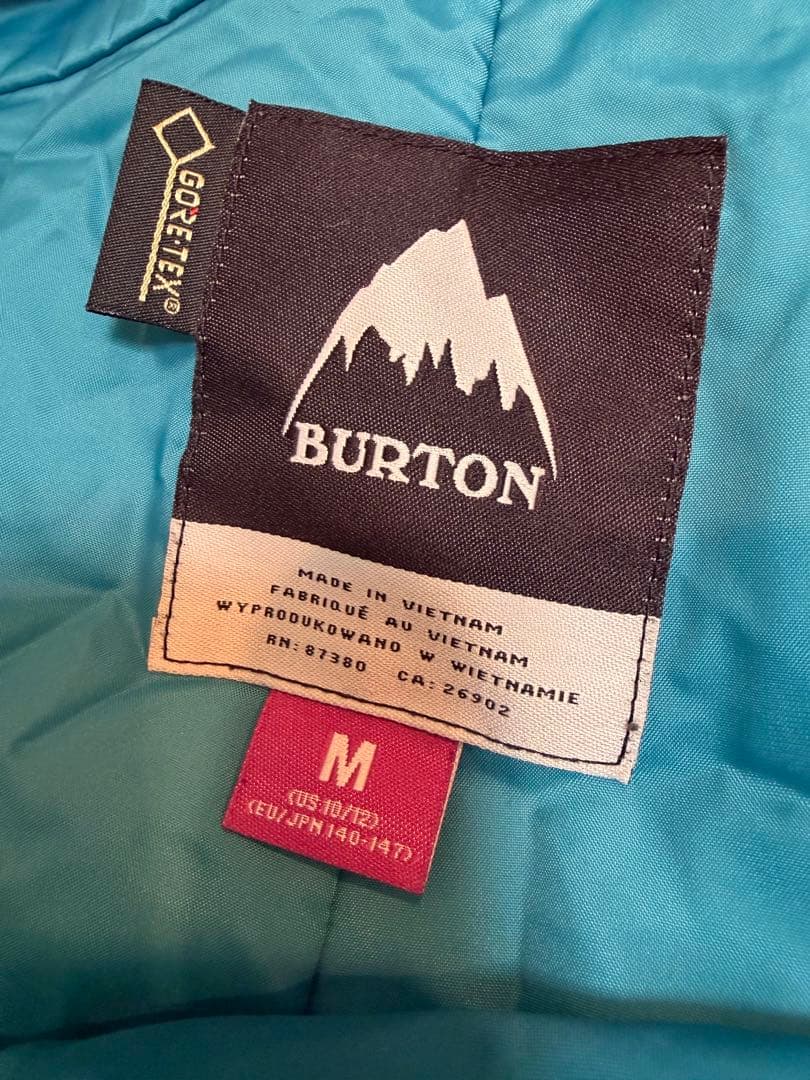 GORE-TEX®
BURTON
MADE IN VIETNAM
FABRIQUÉ AU VIETNAM
WYPRODUKOWANO W WIETNAMIE
RN: 87380 CA: 26902
M
(US 10/12)
(EU/JPN 140-147)